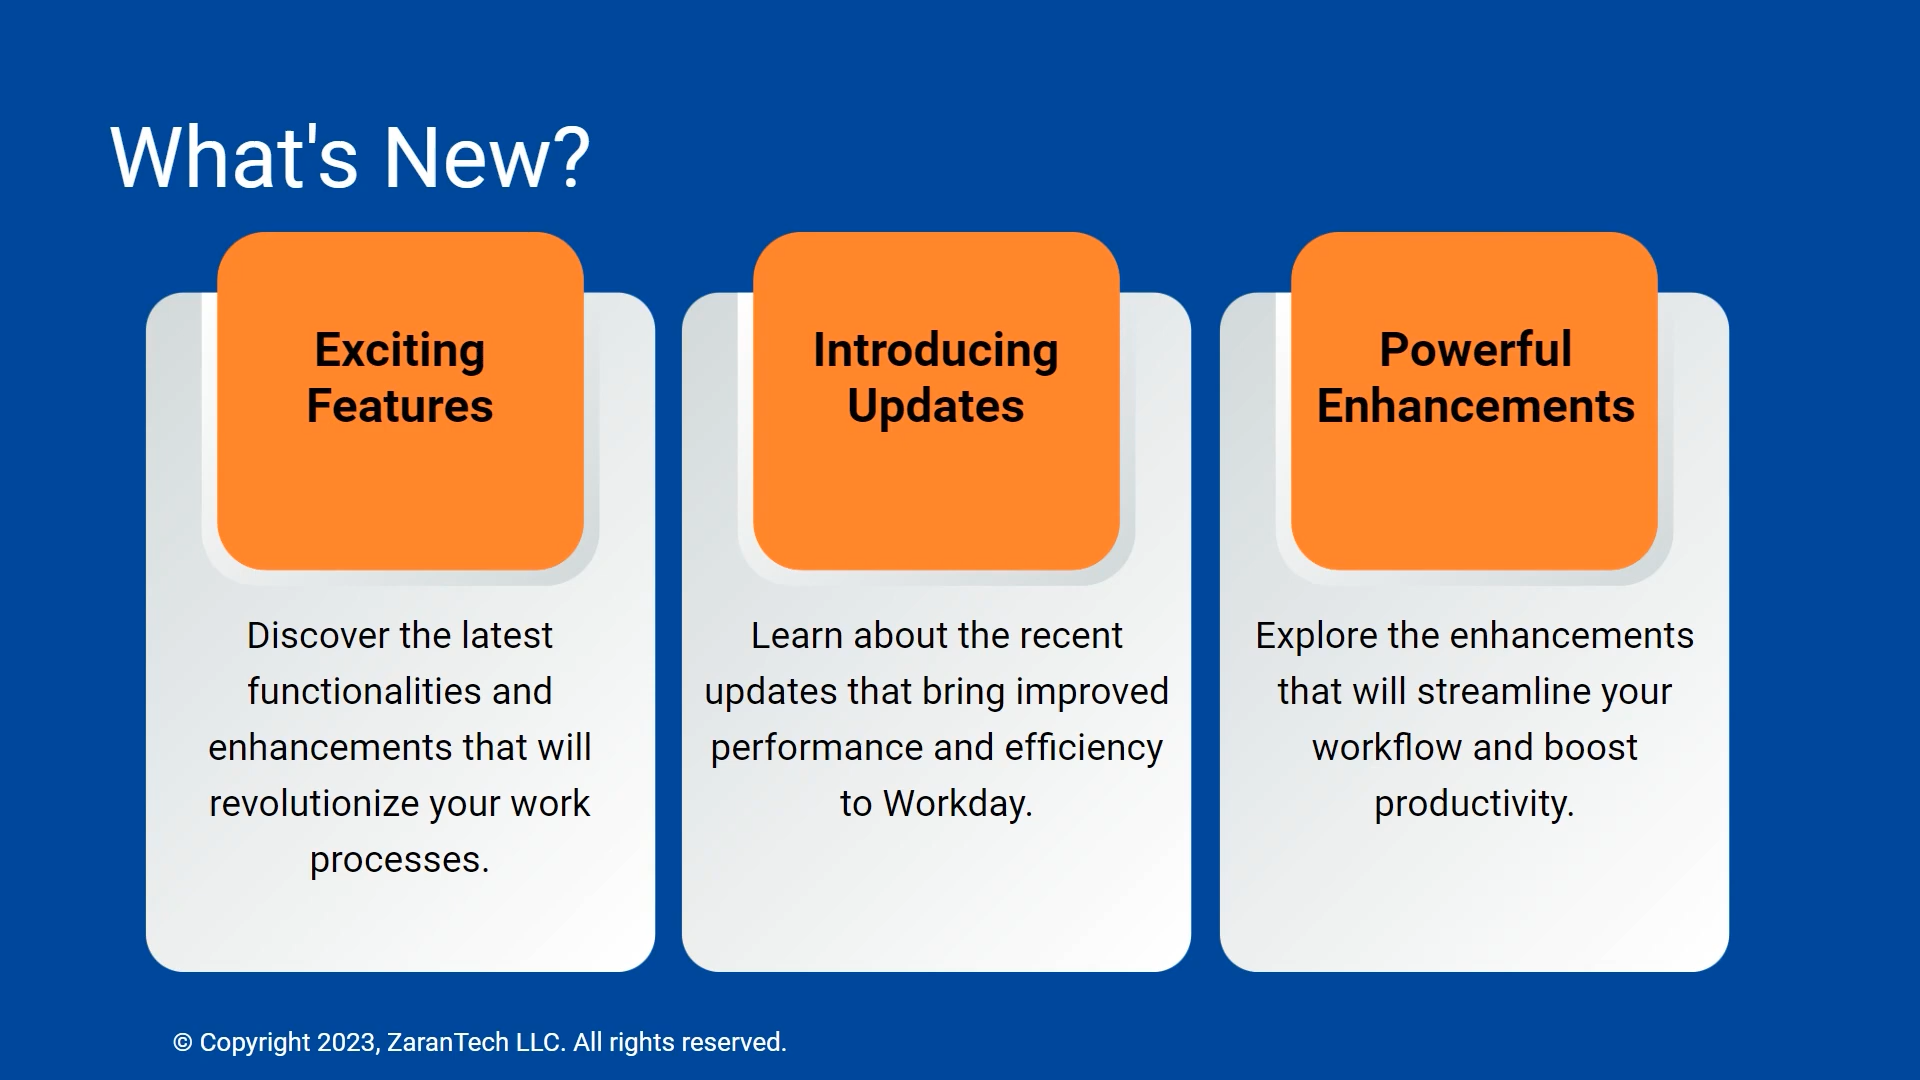 What's New?
Exciting
Features
Discover the latest
functionalities and
enhancements that will
revolutionize your work
processes.
Introducing
Updates
Learn about the recent
updates that bring improved
performance and efficiency
to Workday.
Powerful
Enhancements
Explore the enhancements
that will streamline your
workflow and boost
productivity.
© Copyright 2023, ZaranTech LLC. All rights reserved.